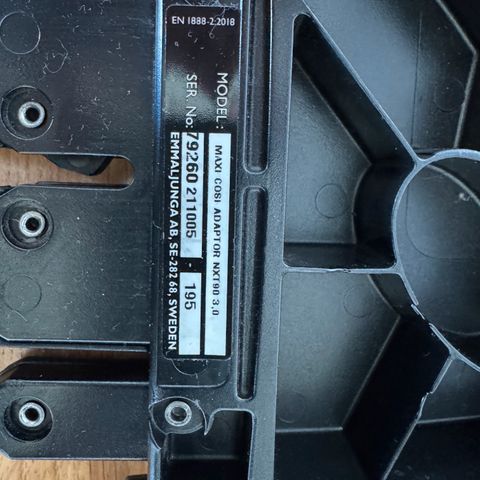 EN 1888-2:2018
MODEL:
MAXI COSI ADAPTOR NXT90 3,0
SER. No: 79260 211005 - 195
EMMALJUNGA AB, SE-282 68, SWEDEN